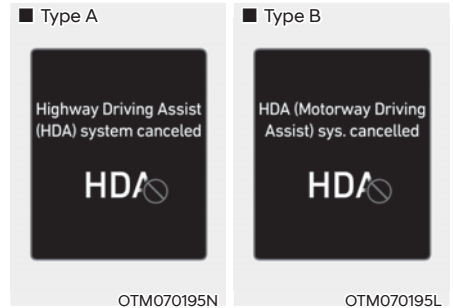 ■ Type A
Highway Driving Assist
(HDA) system canceled
HDA
OTM070195N
■ Type B
HDA (Motorway Driving
Assist) sys. cancelled
HDA
OTM070195L